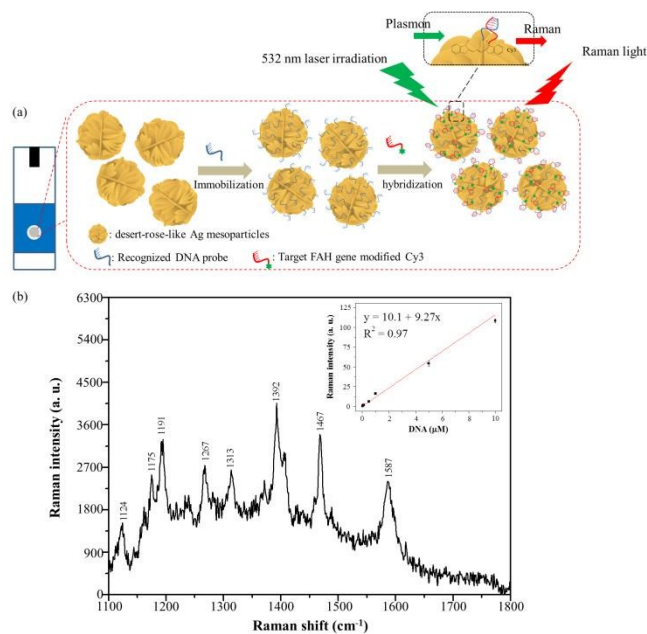 Plasmon
Raman
Cy3
532 nm laser irradiation
Raman light
(a)
Immobilization
hybridization
: desert-rose-like Ag mesoparticles
: Recognized DNA probe
: Target FAH gene modified Cy3
(b)
6300
5400
4500
3600
2700
1800
900
0
Raman intensity (a. u.)
1124
1175
1191
1267
1313
1392
1467
1587
125
100
75
50
25
0
Raman intensity (a. u.)
y = 10.1 + 9.27x
R² = 0.97
0 2 4 6 8 10
DNA (μM)
1100 1200 1300 1400 1500 1600 1700 1800
Raman shift (cm⁻¹)